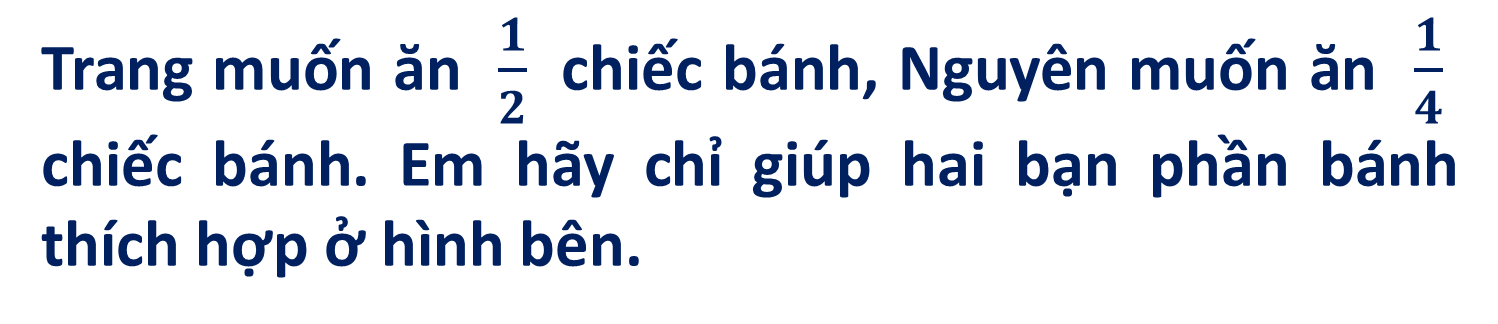 Trang muốn ăn 1/2 chiếc bánh, Nguyên muốn ăn 1/4
chiếc bánh. Em hãy chỉ giúp hai bạn phần bánh
thích hợp ở hình bên.